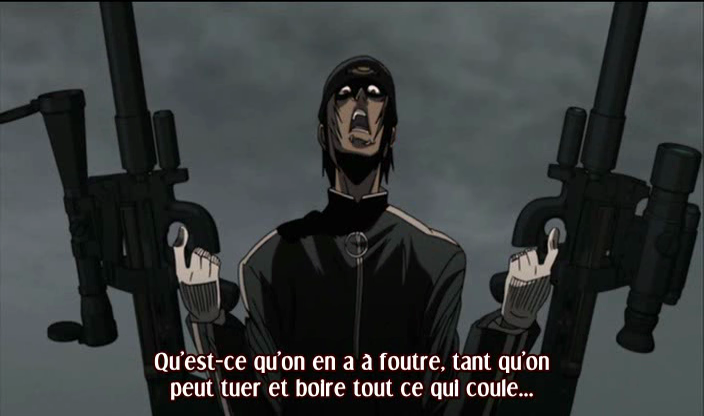 Qu'est-ce qu'on en a à foutre, tant qu'on
peut tuer et boire tout ce qui coule...